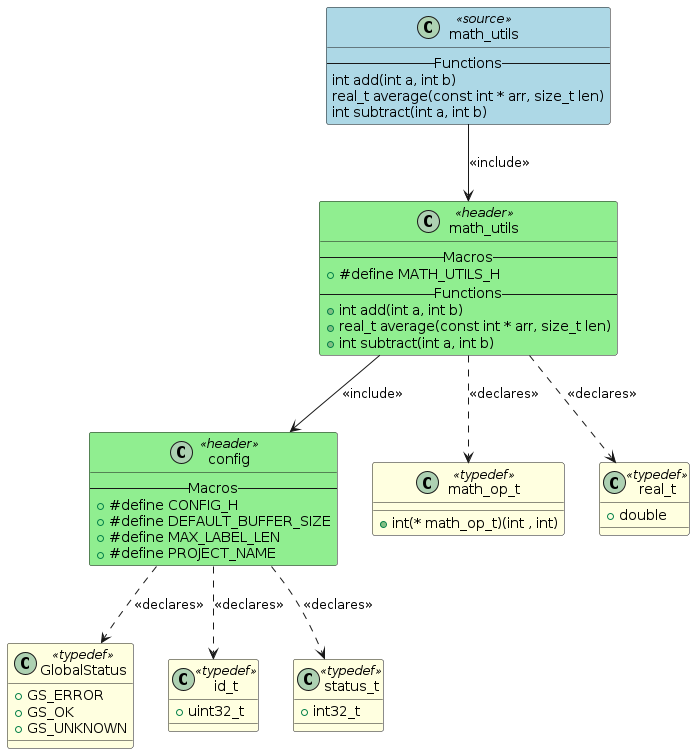 C «source»
math_utils
Functions
int add(int a, int b)
real_t average(const int * arr, size_t len)
int subtract(int a, int b)
«include»
C «header»
math_utils
Macros
#define MATH_UTILS_H
Functions
int add(int a, int b)
real_t average(const int * arr, size_t len)
int subtract(int a, int b)
«include»
«declares»
«declares»
C «header»
config
Macros
#define CONFIG_H
#define DEFAULT_BUFFER_SIZE
#define MAX_LABEL_LEN
#define PROJECT_NAME
C «typedef»
math_op_t
int(* math_op_t)(int , int)
C «typedef»
real_t
double
«declares»
«declares»
«declares»
C «typedef»
GlobalStatus
GS_ERROR
GS_OK
GS_UNKNOWN
C «typedef»
id_t
uint32_t
C «typedef»
status_t
int32_t